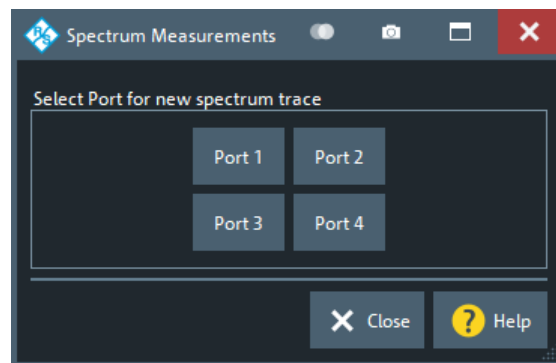 R&S Spectrum Measurements
Select Port for new spectrum trace
Port 1 Port 2
Port 3 Port 4
Close ? Help